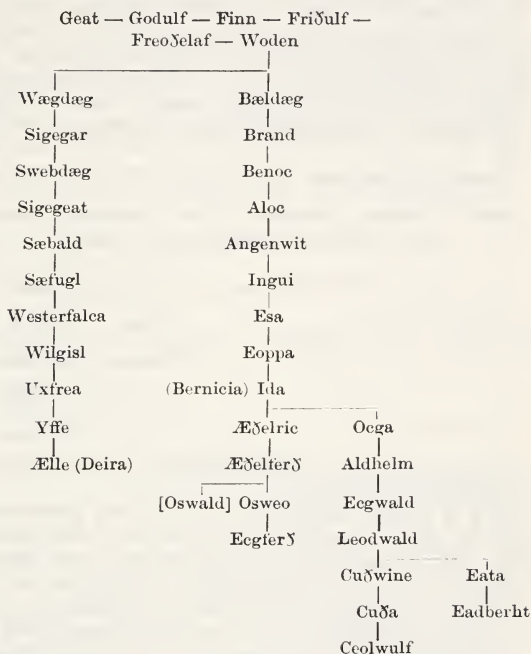 Geat — Godulf — Finn — Friðulf —
Freoðelaf — Woden
Wægdæg Bældæg
Sigegar Brand
Swebdæg Benoc
Sigegeat Aloc
Sæbald Angenwit
Sæfugl Ingui
Westerfalca Esa
Wilgisl Eoppa
Uxfrea (Bernicia) Ida
Yffe Æðelric Ocga
Ælle (Deira) Æðelferð Aldhelm
[Oswald] Osweo Ecgwald
Ecgferð Leodwald
Cuðwine Eata
Cuða Eadberht
Ceolwulf